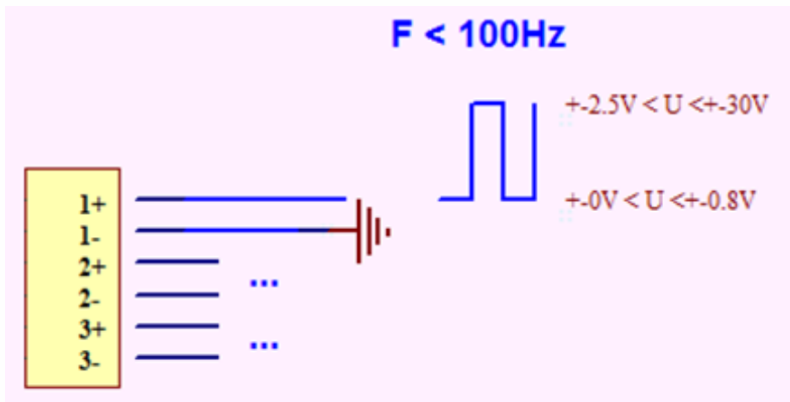 F < 100Hz
+-2.5V < U <+-30V
1+
+-0V < U <+-0.8V
1-
2+
...
2-
3+
...
3-